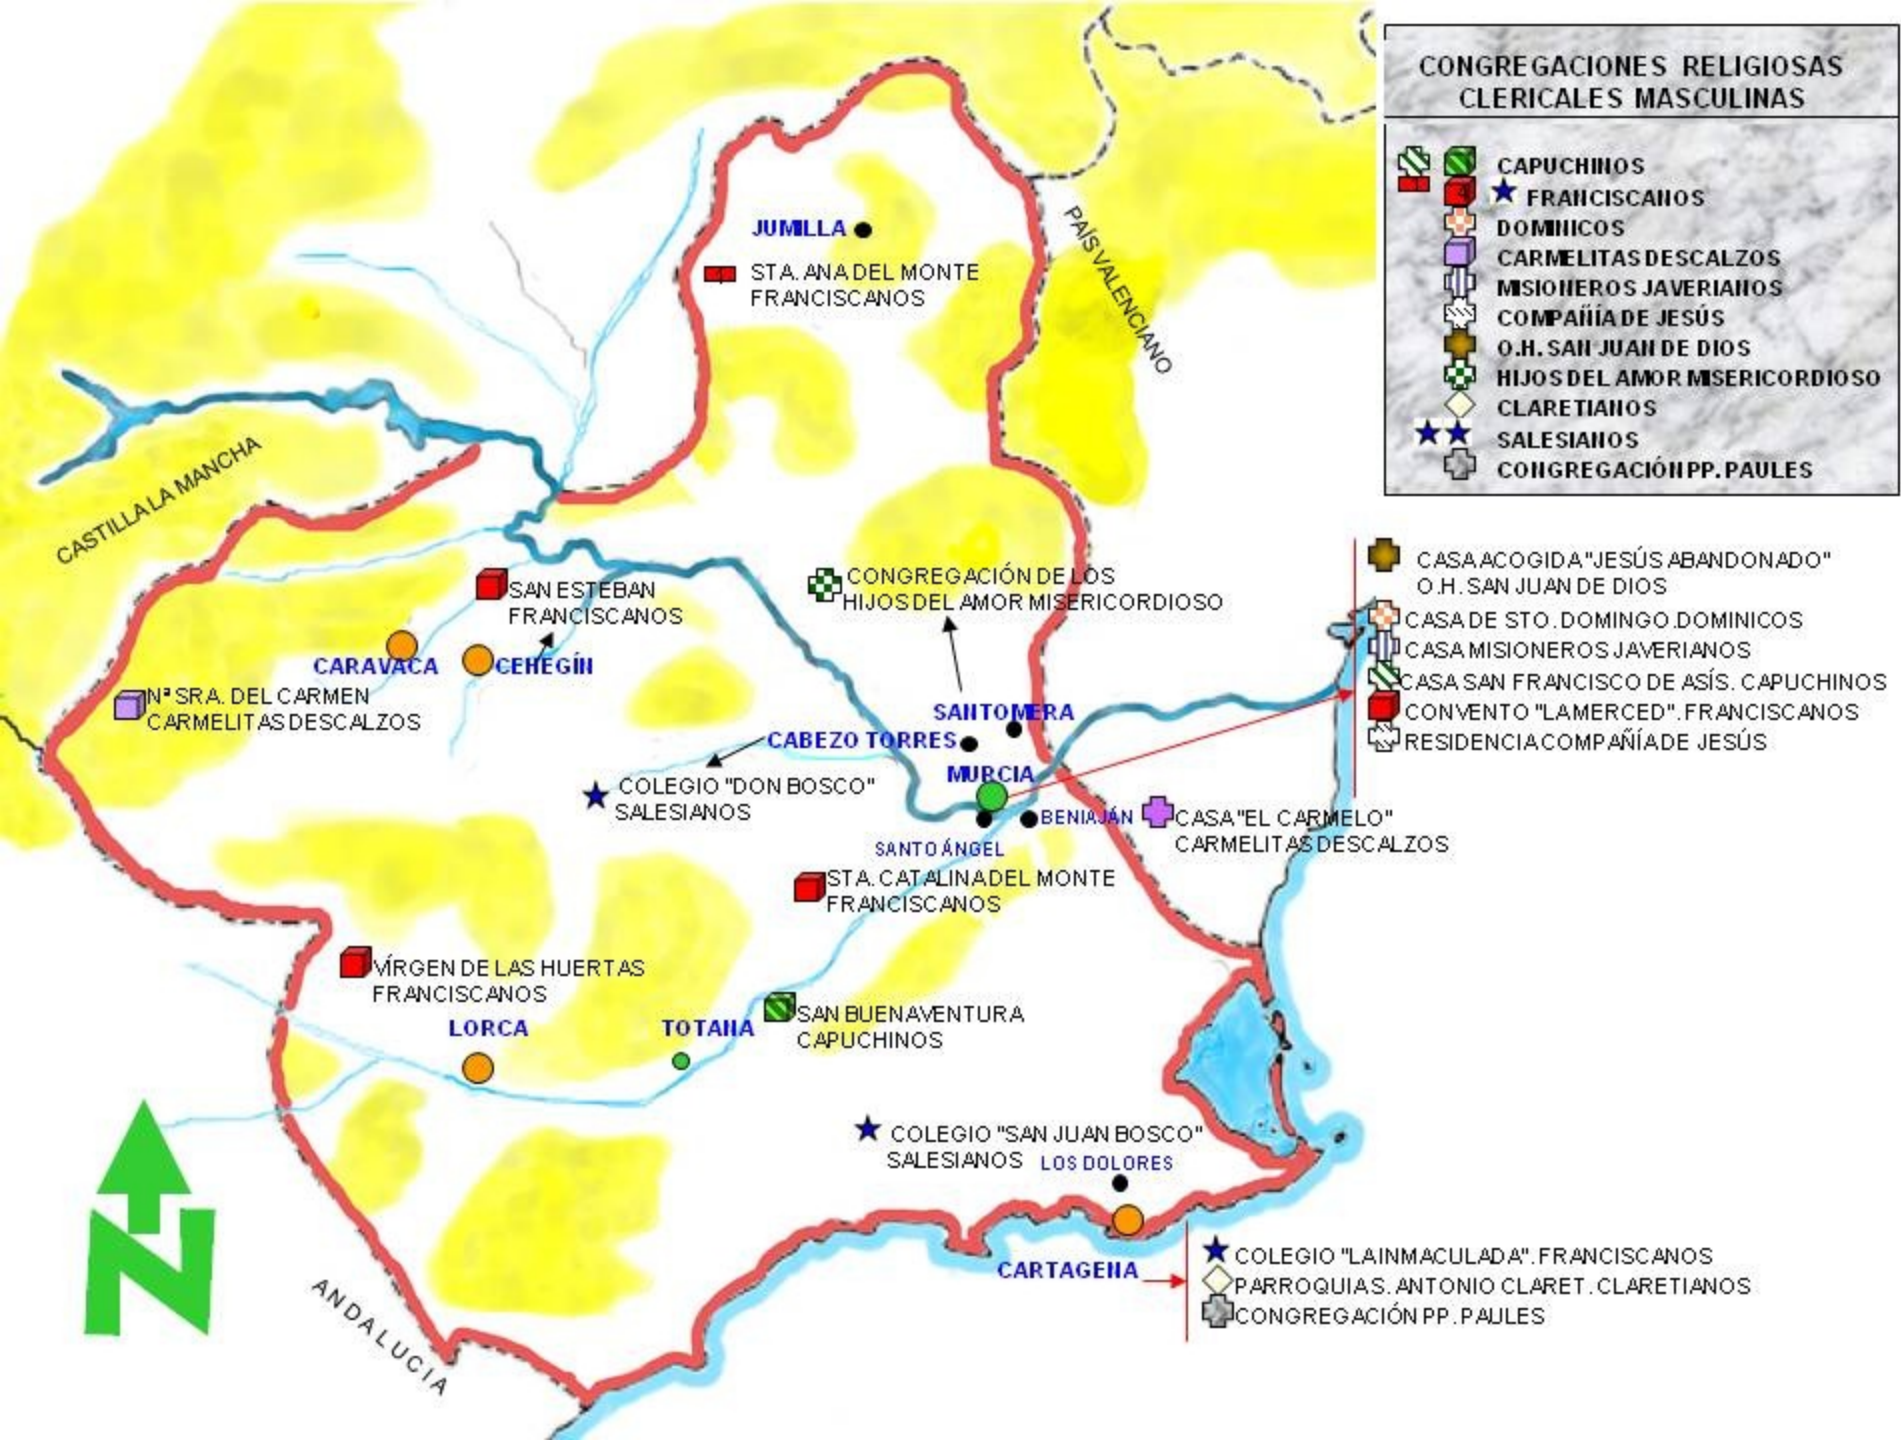 CONGREGACIONES RELIGIOSAS
CLERICALES MASCULINAS
CAPUCHINOS
FRANCISCANOS
DOMINICOS
CARMELITAS DESCALZOS
MISIONEROS JAVERIANOS
COMPAÑÍA DE JESÚS
O.H. SAN JUAN DE DIOS
HIJOS DEL AMOR MISERICORDIOSO
CLARETIANOS
SALESIANOS
CONGREGACIÓN PP. PAULES
JUMILLA
STA. ANA DEL MONTE
FRANCISCANOS
PAÍS VALENCIANO
CASTILLA LA MANCHA
SAN ESTEBAN
FRANCISCANOS
CARAVACA
CEHEGÍN
Nª SRA. DEL CARMEN
CARMELITAS DESCALZOS
CONGREGACIÓN DE LOS
HIJOS DEL AMOR MISERICORDIOSO
SANTOMERA
CABEZO TORRES
MURCIA
COLEGIO "DON BOSCO"
SALESIANOS
BENIAJÁN
SANTO ÁNGEL
CASA "EL CARMELO"
CARMELITAS DESCALZOS
STA. CATALINA DEL MONTE
FRANCISCANOS
CASA ACOGIDA "JESÚS ABANDONADO"
O.H. SAN JUAN DE DIOS
CASA DE STO. DOMINGO. DOMINICOS
CASA MISIONEROS JAVERIANOS
CASA SAN FRANCISCO DE ASÍS. CAPUCHINOS
CONVENTO "LA MERCED". FRANCISCANOS
RESIDENCIA COMPAÑÍA DE JESÚS
VÍRGEN DE LAS HUERTAS
FRANCISCANOS
LORCA
TOTANA
SAN BUENAVENTURA
CAPUCHINOS
COLEGIO "SAN JUAN BOSCO"
SALESIANOS
LOS DOLORES
CARTAGENA
COLEGIO "LA INMACULADA". FRANCISCANOS
PARROQUIA S. ANTONIO CLARET. CLARETIANOS
CONGREGACIÓN PP. PAULES
ANDALUCIA
N